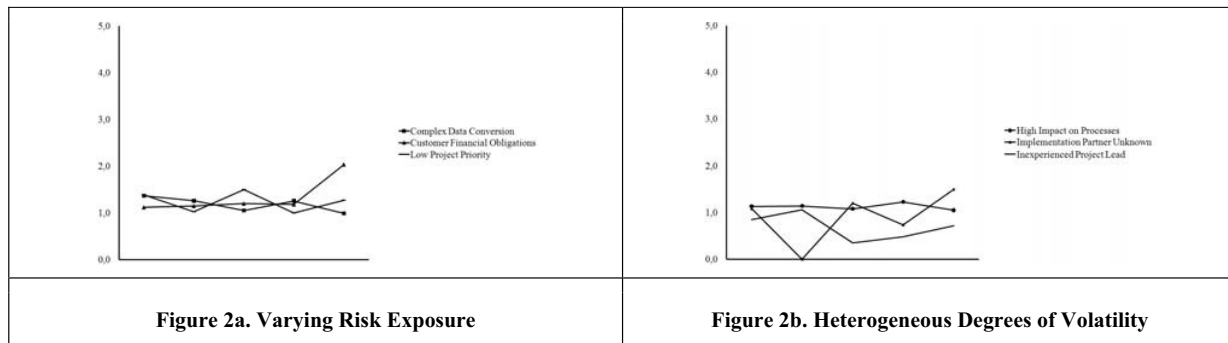 5,0
4,0
3,0
2,0
1,0
0,0
Complex Data Conversion
Customer Financial Obligations
Low Project Priority
Figure 2a. Varying Risk Exposure
5,0
4,0
3,0
2,0
1,0
0,0
High Impact on Processes
Implementation Partner Unknown
Inexperienced Project Lead
Figure 2b. Heterogeneous Degrees of Volatility